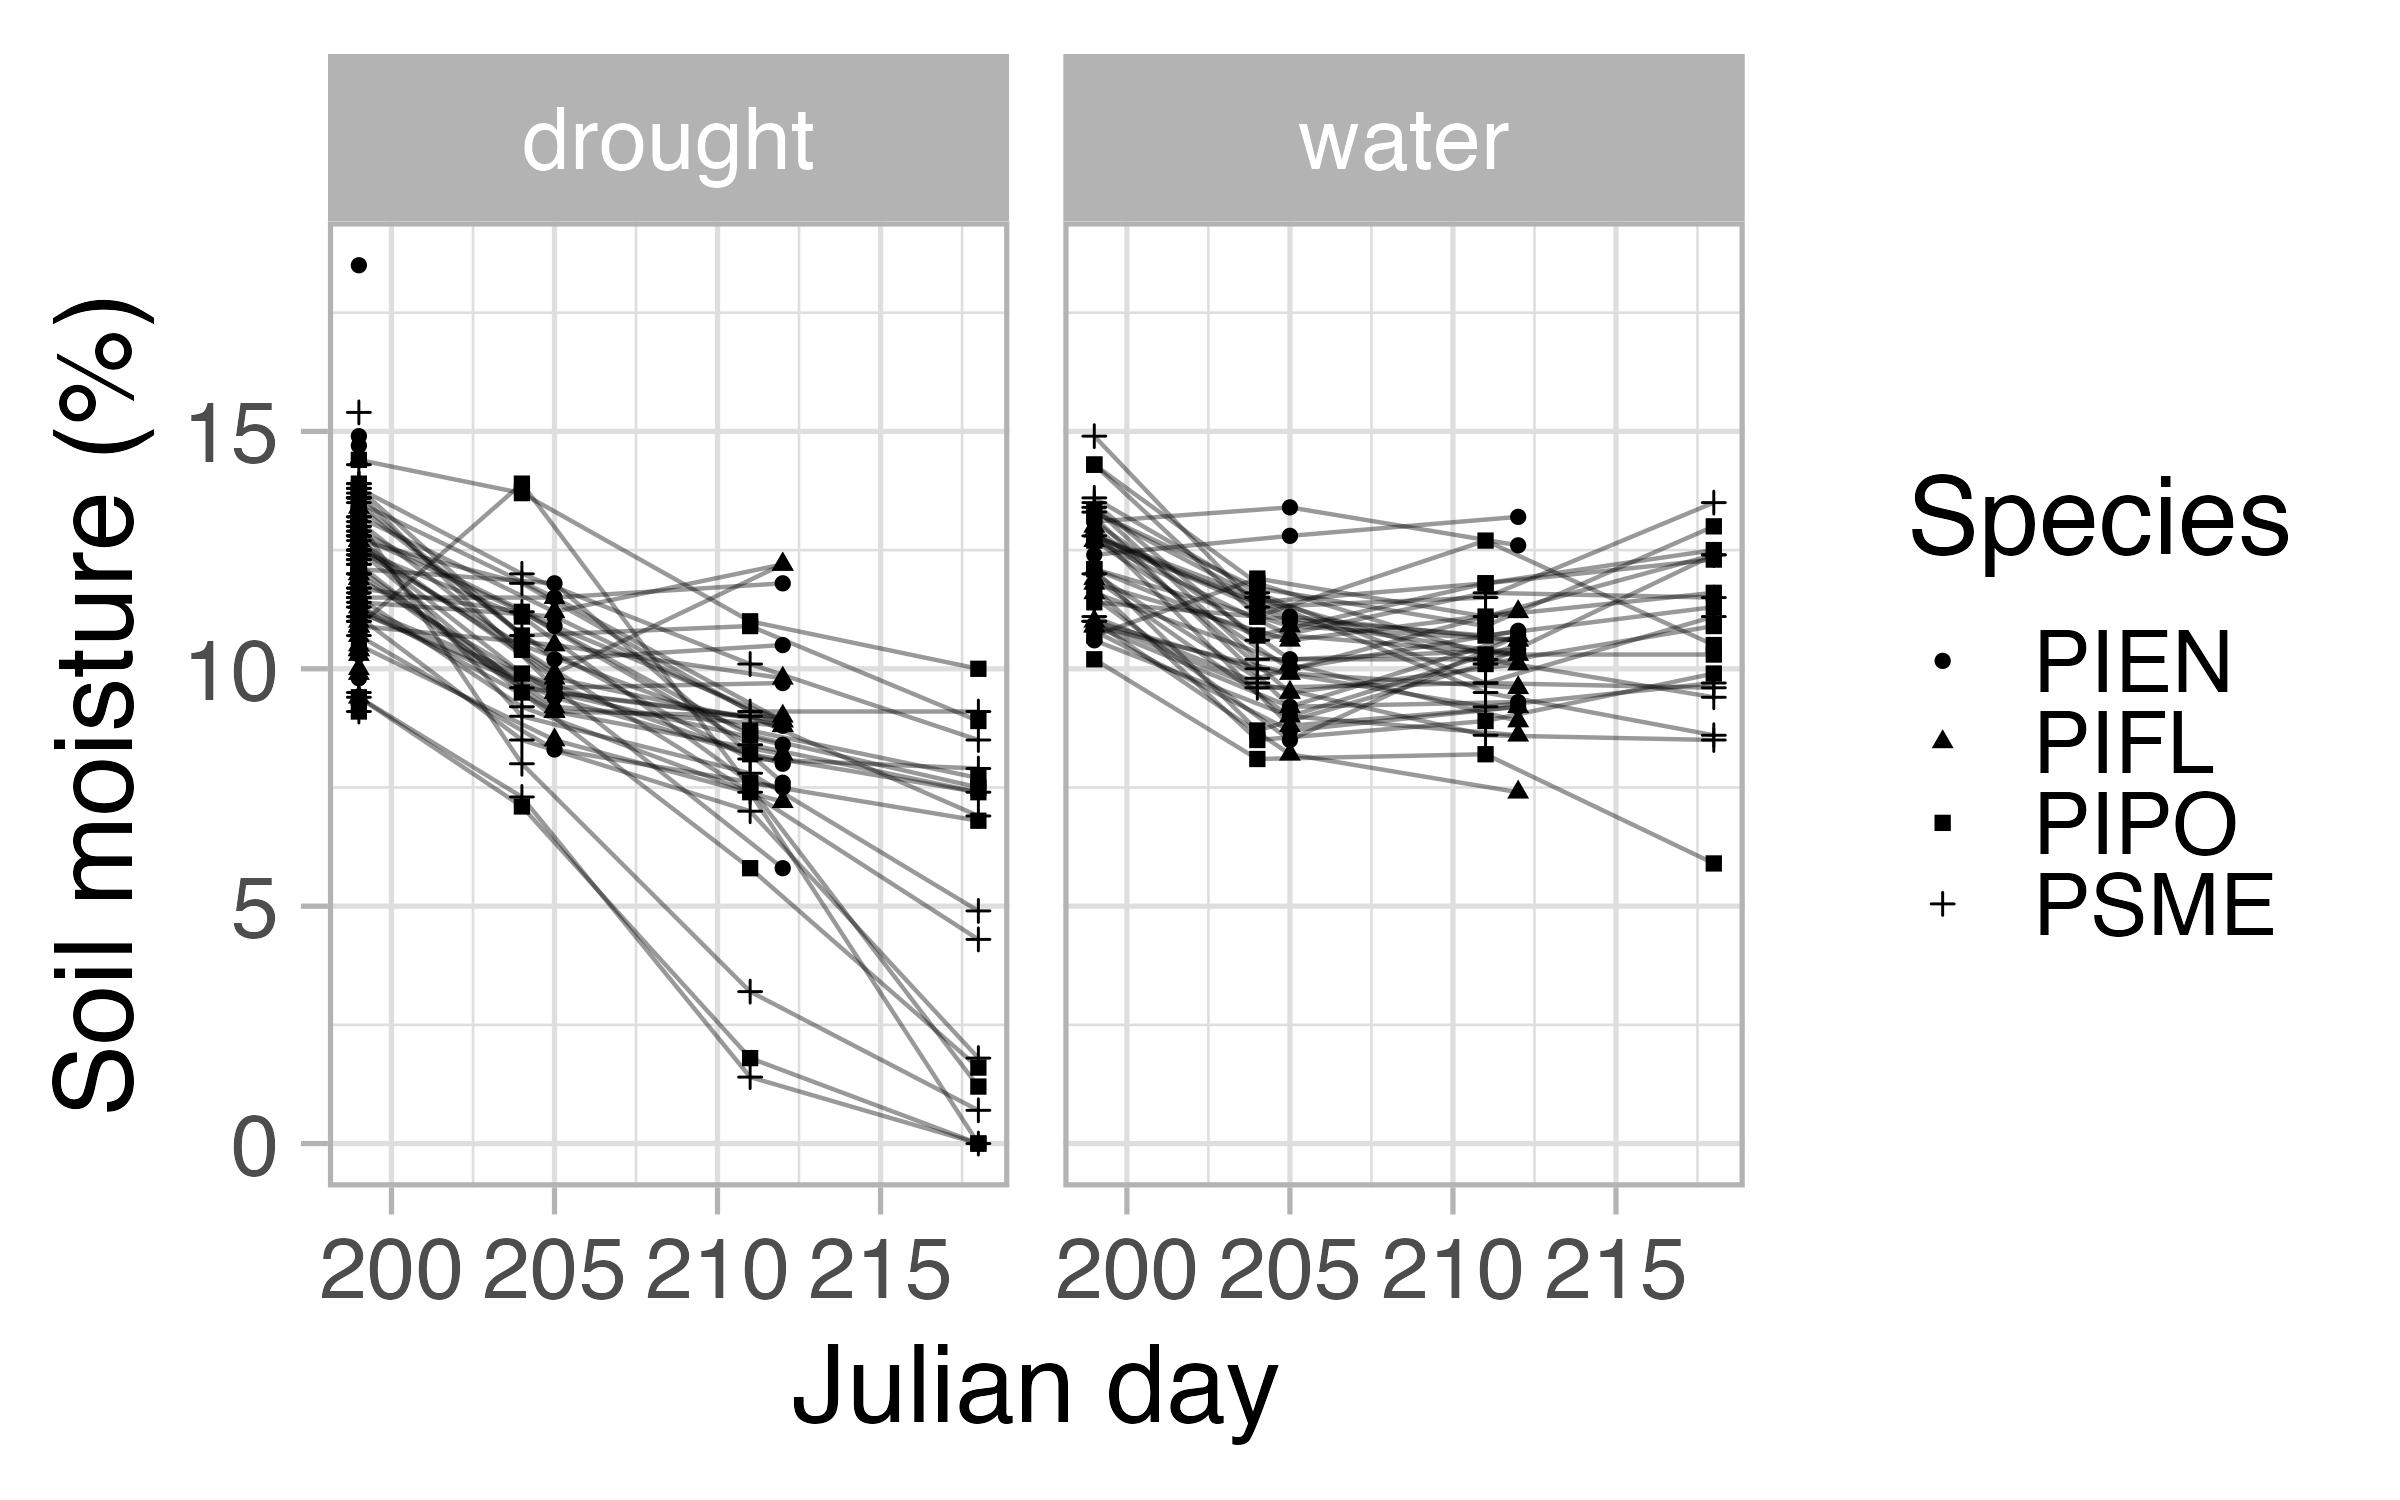 drought
water
Soil moisture (%)
15
10
5
0
200 205 210 215
200 205 210 215
Julian day
Species
PIEN
PIFL
PIPO
PSME